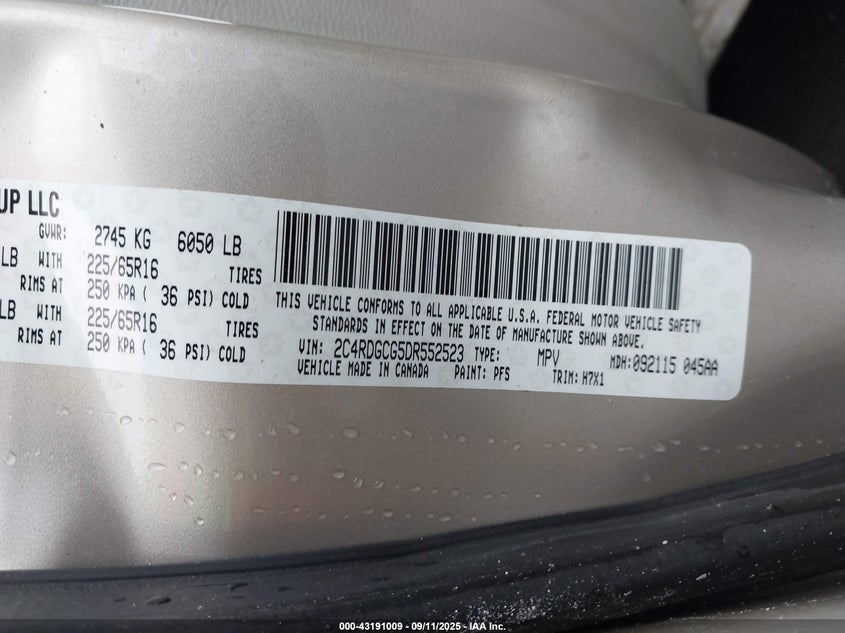 UP LLC
GVWR: 2745 KG 6050 LB
LB WITH 225/65R16 TIRES
RIMS AT 250 KPA ( 36 PSI) COLD
LB WITH 225/65R16 TIRES
RIMS AT 250 KPA ( 36 PSI) COLD
THIS VEHICLE CONFORMS TO ALL APPLICABLE U.S.A. FEDERAL MOTOR VEHICLE SAFETY
STANDARDS IN EFFECT ON THE DATE OF MANUFACTURE SHOWN ABOVE.
VIN: 2C4RDGCG5DR552523 TYPE: MPV MDH:092115 045AA
VEHICLE MADE IN CANADA PAINT: PFS TRIM: H7X1
000-43191009 - 09/11/2025 - IAA Inc.